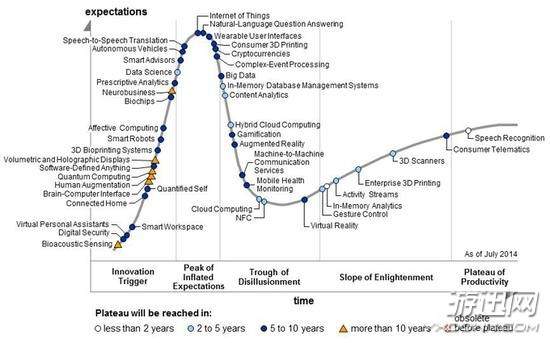 expectations
Internet of Things
Natural-Language Question Answering
Wearable User Interfaces
Consumer 3D Printing
Cryptocurrencies
Complex-Event Processing
Big Data
In-Memory Database Management Systems
Content Analytics
Hybrid Cloud Computing
Gamification
Augmented Reality
Machine-to-Machine
Communication
Services
Mobile Health
Monitoring
Speech-to-Speech Translation
Autonomous Vehicles
Smart Advisors
Data Science
Prescriptive Analytics
Neurobusiness
Biochips
Affective Computing
Smart Robots
3D Bioprinting Systems
Volumetric and Holographic Displays
Software-Defined Anything
Quantum Computing
Human Augmentation
Brain-Computer Interface
Connected Home
Quantified Self
Virtual Personal Assistants
Digital Security
Bioacoustic Sensing
Smart Workspace
Cloud Computing
NFC
Virtual Reality
Gesture Control
In-Memory Analytics
Activity Streams
Enterprise 3D Printing
3D Scanners
Consumer Telematics
Speech Recognition
As of July 2014
Innovation
Trigger
Peak of
Inflated
Expectations
Trough of
Disillusionment
Slope of Enlightenment
Plateau of
Productivity
time
Plateau will be reached in:
less than 2 years
2 to 5 years
5 to 10 years
more than 10 years
obsolete
before plateau
游讯网